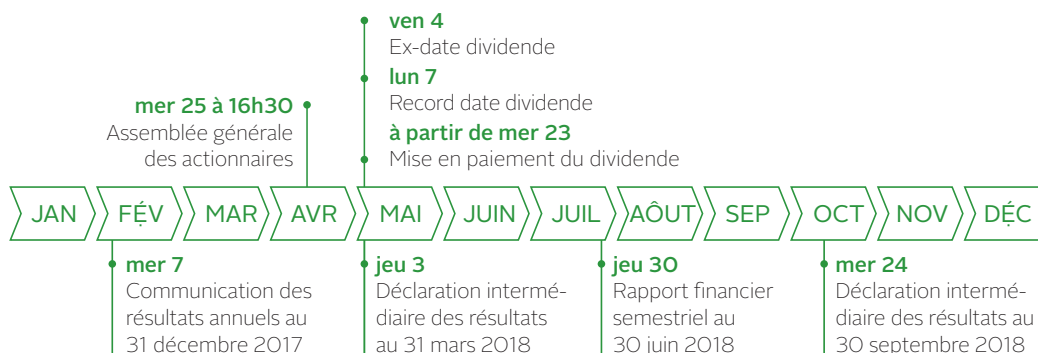 ven 4
Ex-date dividende
lun 7
Record date dividende
à partir de mer 23
Mise en paiement du dividende
mer 25 à 16h30
Assemblée générale
des actionnaires
JAN FÉV MAR AVR MAI JUIN JUIL AÔUT SEP OCT NOV DÉC
mer 7
Communication des
résultats annuels au
31 décembre 2017
jeu 3
Déclaration intermé-
diaire des résultats
au 31 mars 2018
jeu 30
Rapport financier
semestriel au
30 juin 2018
mer 24
Déclaration intermé-
diaire des résultats au
30 septembre 2018